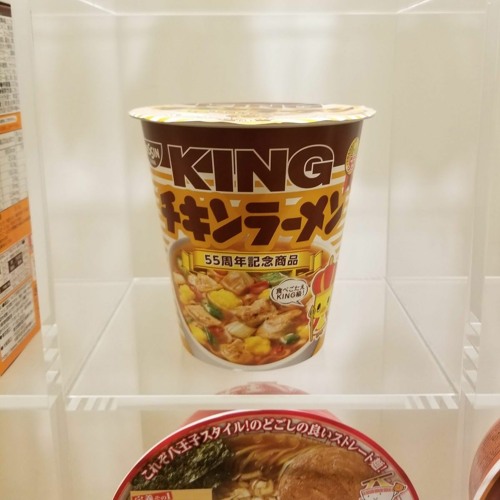 KING
チキンラーメン
55周年記念商品
食べごたえ
KING級!
これぞ八王子スタイル!のどごしの良いストレート麺!